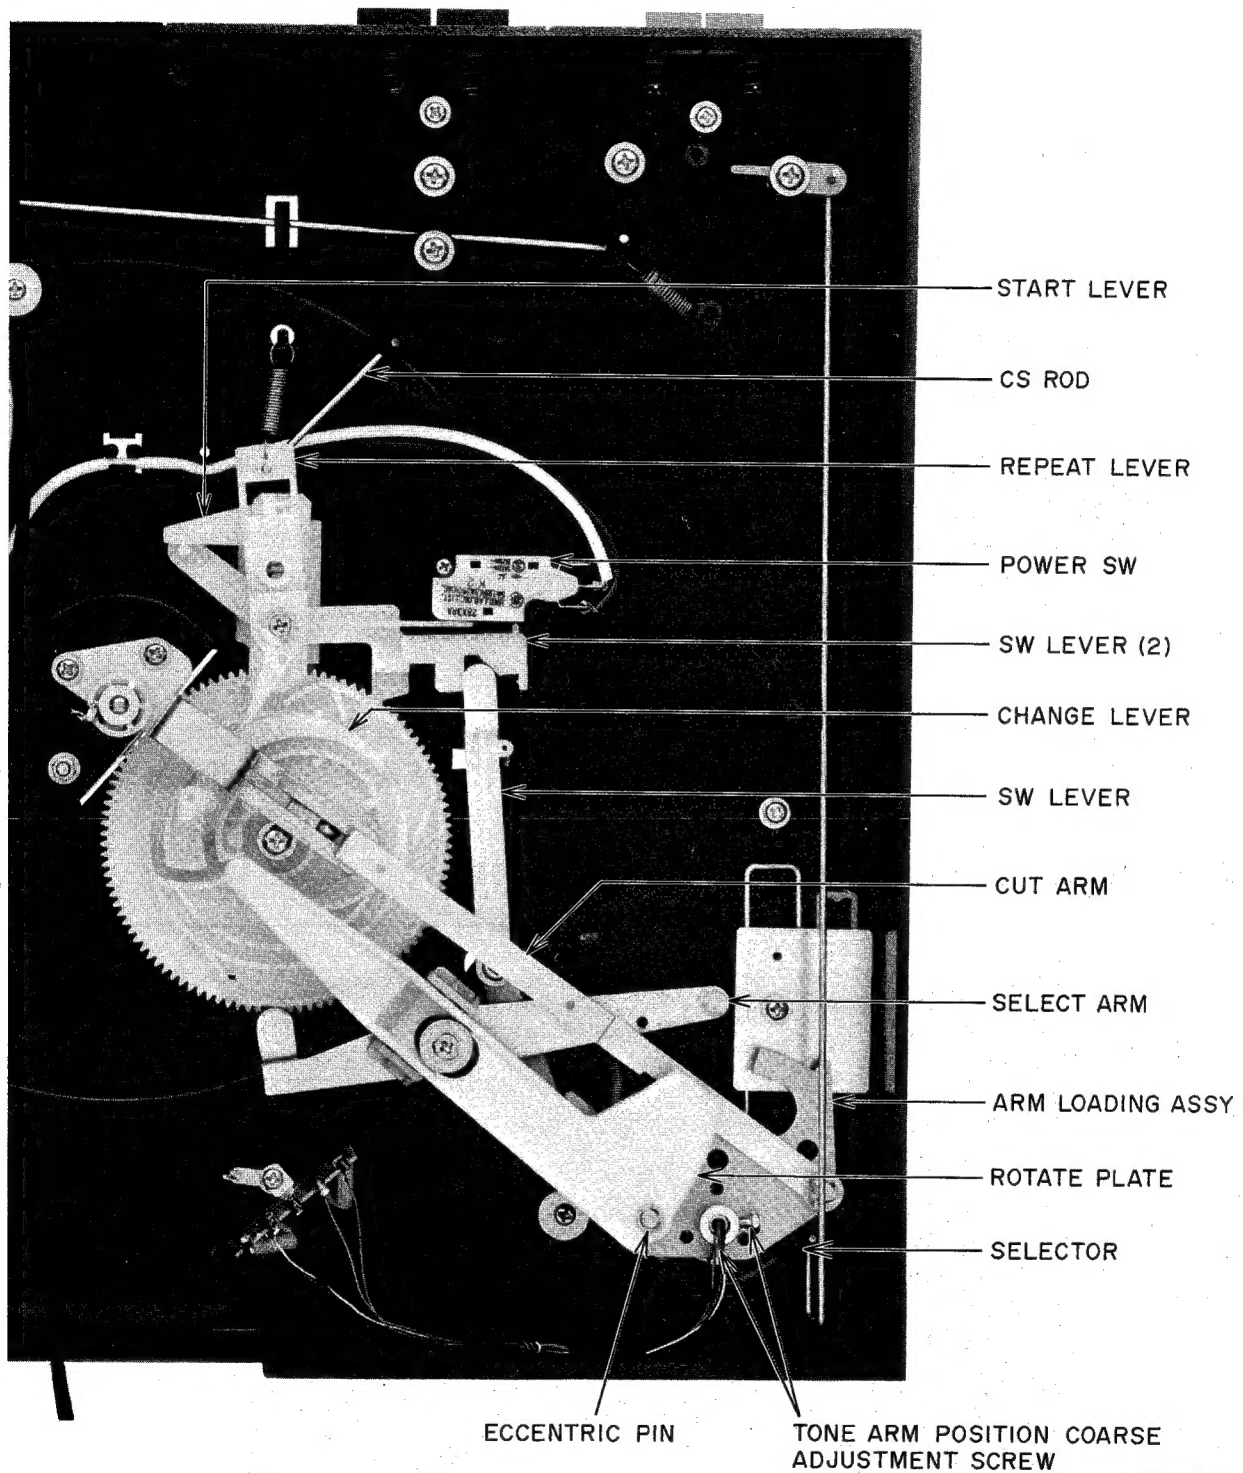 START LEVER
CS ROD
REPEAT LEVER
POWER SW
SW LEVER (2)
CHANGE LEVER
SW LEVER
CUT ARM
SELECT ARM
ARM LOADING ASSY
ROTATE PLATE
SELECTOR
ECCENTRIC PIN
TONE ARM POSITION COARSE
ADJUSTMENT SCREW